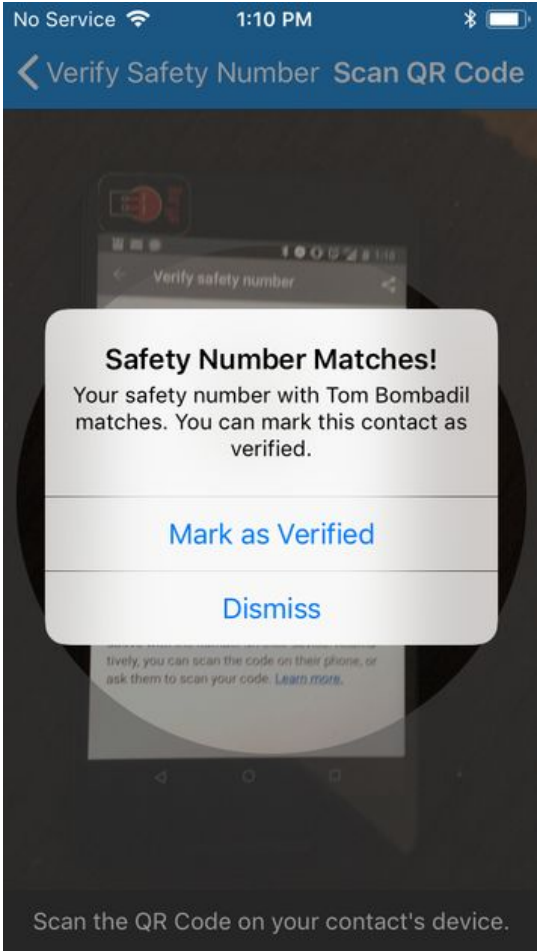 No Service 1:10 PM
Verify Safety Number Scan QR Code
Verify safety number
Safety Number Matches!
Your safety number with Tom Bombadil
matches. You can mark this contact as
verified.
Mark as Verified
Dismiss
tively, you can scan the code on their phone, or
ask them to scan your code. Learn more.
Scan the QR Code on your contact's device.